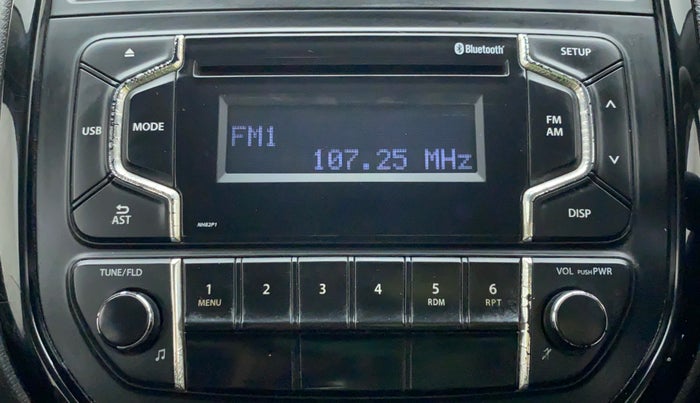 Bluetooth®
SETUP
USB
MODE
FM1
107.25 MHz
FM
AM
AST
NH82P1
DISP
TUNE/FLD
VOL PUSH PWR
1
MENU
2
3
4
5
RDM
6
RPT